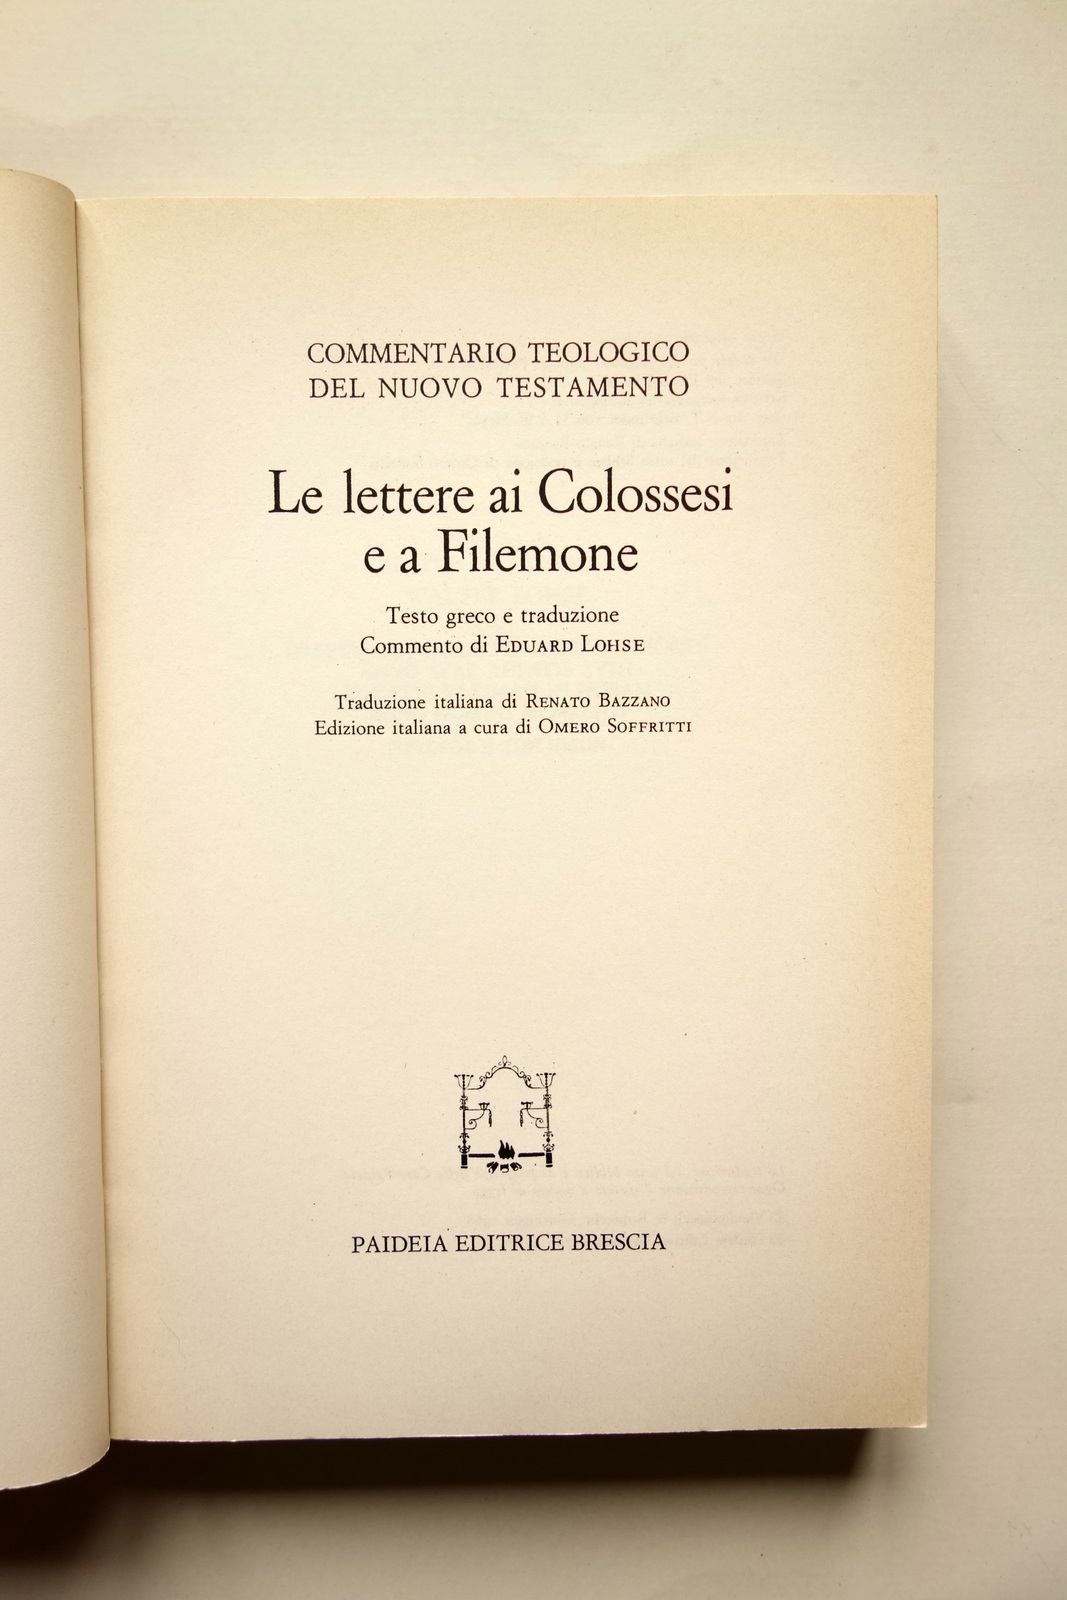 COMMENTARIO TEOLOGICO
DEL NUOVO TESTAMENTO
Le lettere ai Colossesi
e a Filemone
Testo greco e traduzione
Commento di EDUARD LOHSE
Traduzione italiana di RENATO BAZZANO
Edizione italiana a cura di OMERO SOFFRITTI
PAIDEIA EDITRICE BRESCIA